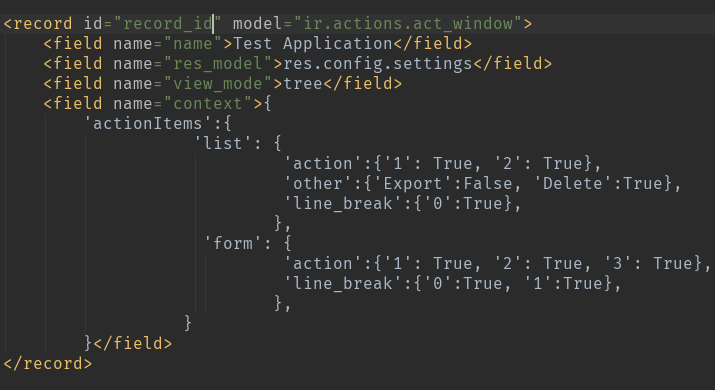 <record id="record_id" model="ir.actions.act_window">
    <field name="name">Test Application</field>
    <field name="res_model">res.config.settings</field>
    <field name="view_mode">tree</field>
    <field name="context">{
        'actionItems':{
                   'list': {
                            'action':{'1': True, '2': True},
                            'other':{'Export':False, 'Delete':True},
                            'line_break':{'0':True},
                           },
                    'form': {
                            'action':{'1': True, '2': True, '3': True},
                            'line_break':{'0':True, '1':True},
                           },
                  }
        }</field>
</record>